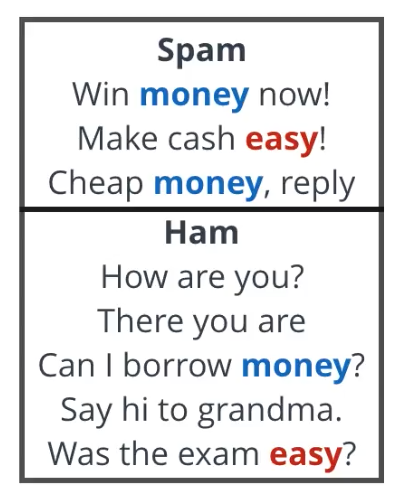 Spam
Win money now!
Make cash easy!
Cheap money, reply
Ham
How are you?
There you are
Can I borrow money?
Say hi to grandma.
Was the exam easy?